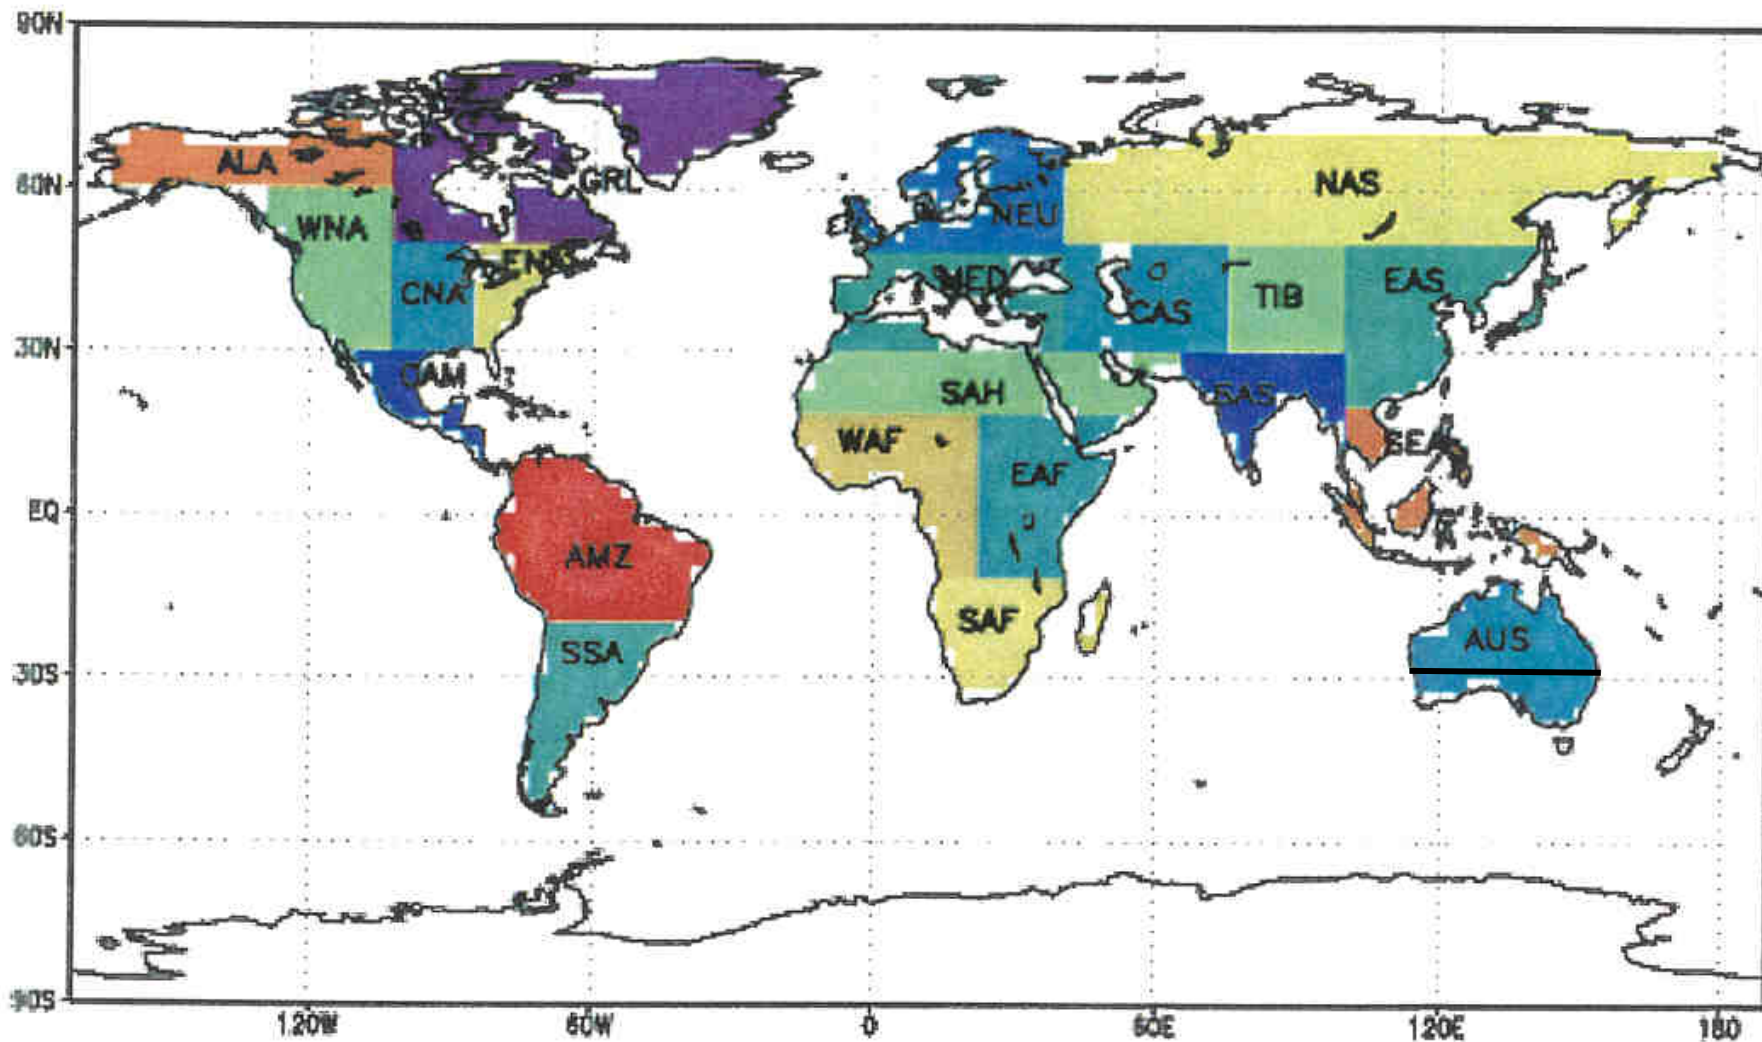 90N
ALA
GRL
NAS
60N
NEU
WNA
MED
EAS
CNA
CAS
TIB
30N
CAM
SAH
SAS
WAF
SEA
EAF
EQ
AMZ
SAF
AUS
SSA
30S
60S
90S
120W
60W
0
60E
120E
180